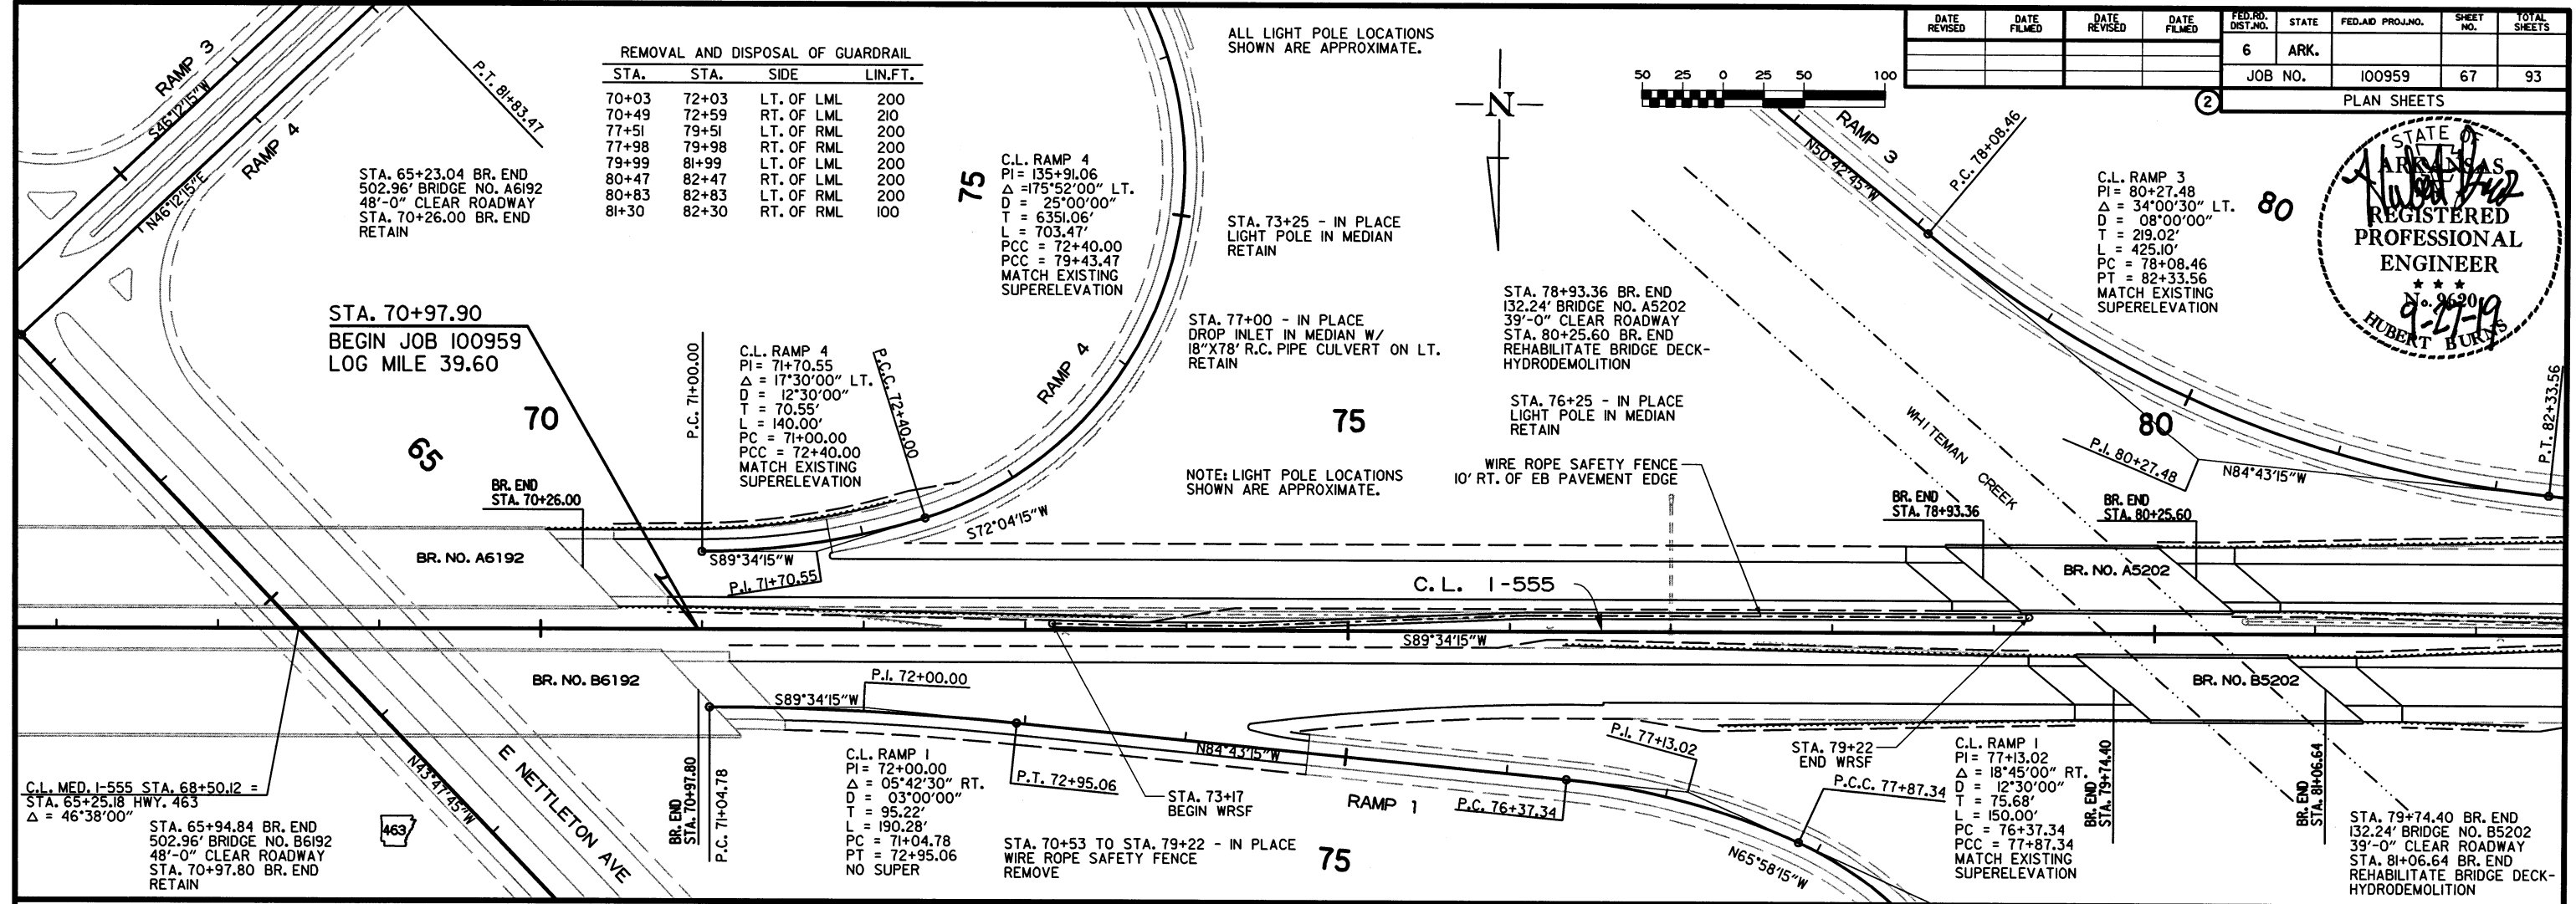 DATE REVISED
DATE FILMED
DATE REVISED
DATE FILMED
FED.RD. DIST.NO.
STATE
FED.AID PROJ.NO.
SHEET NO.
TOTAL SHEETS
6 ARK.
JOB NO. 100959 67 93
2 PLAN SHEETS
RAMP 3
S46°12'15"W
N46°12'15"E
RAMP 4
P.T. 81+83.47
REMOVAL AND DISPOSAL OF GUARDRAIL
STA. STA. SIDE LIN.FT.
70+03 72+03 LT. OF LML 200
70+49 72+59 RT. OF LML 210
77+51 79+51 LT. OF RML 200
77+98 79+98 RT. OF RML 200
79+99 81+99 LT. OF LML 200
80+47 82+47 RT. OF LML 200
80+83 82+83 LT. OF RML 200
81+30 82+30 RT. OF RML 100
ALL LIGHT POLE LOCATIONS
SHOWN ARE APPROXIMATE.
N
50 25 0 25 50 100
STA. 65+23.04 BR. END
502.96' BRIDGE NO. A6192
48'-0" CLEAR ROADWAY
STA. 70+26.00 BR. END
RETAIN
75
C.L. RAMP 4
PI = 135+91.06
Δ =175°52'00" LT.
D = 25°00'00"
T = 6351.06'
L = 703.47'
PCC = 72+40.00
PCC = 79+43.47
MATCH EXISTING
SUPERELEVATION
STA. 73+25 - IN PLACE
LIGHT POLE IN MEDIAN
RETAIN
RAMP 3
N50°42'45"W
P.C. 78+08.46
C.L. RAMP 3
PI = 80+27.48
Δ = 34°00'30" LT.
D = 08°00'00"
T = 219.02'
L = 425.10'
PC = 78+08.46
PT = 82+33.56
MATCH EXISTING
SUPERELEVATION
80
STATE OF
ARKANSAS
REGISTERED
PROFESSIONAL
ENGINEER
★ ★ ★
No. 9620
9-27-19
HUBERT BURNS
STA. 70+97.90
BEGIN JOB 100959
LOG MILE 39.60
P.C. 71+00.00
C.L. RAMP 4
PI = 71+70.55
Δ = 17°30'00" LT.
D = 12°30'00"
T = 70.55'
L = 140.00'
PC = 71+00.00
PCC = 72+40.00
MATCH EXISTING
SUPERELEVATION
P.C.C. 72+40.00
RAMP 4
STA. 77+00 - IN PLACE
DROP INLET IN MEDIAN W/
18"X78' R.C. PIPE CULVERT ON LT.
RETAIN
STA. 78+93.36 BR. END
132.24' BRIDGE NO. A5202
39'-0" CLEAR ROADWAY
STA. 80+25.60 BR. END
REHABILITATE BRIDGE DECK-
HYDRODEMOLITION
STA. 76+25 - IN PLACE
LIGHT POLE IN MEDIAN
RETAIN
65
70
75
80
WHITEMAN CREEK
P.I. 80+27.48
N84°43'15"W
P.T. 82+33.56
NOTE: LIGHT POLE LOCATIONS
SHOWN ARE APPROXIMATE.
WIRE ROPE SAFETY FENCE
10' RT. OF EB PAVEMENT EDGE
BR. END
STA. 70+26.00
BR. END
STA. 78+93.36
BR. END
STA. 80+25.60
S72°04'15"W
BR. NO. A6192
S89°34'15"W
P.I. 71+70.55
C.L. I-555
BR. NO. A5202
S89°34'15"W
BR. NO. B6192
P.I. 72+00.00
S89°34'15"W
BR. NO. B5202
N84°43'15"W
P.I. 77+13.02
P.T. 72+95.06
STA. 73+17
BEGIN WRSF
RAMP 1
P.C. 76+37.34
STA. 79+22
END WRSF
P.C.C. 77+87.34
N65°58'15"W
C.L. MED. I-555 STA. 68+50.12 =
STA. 65+25.18 HWY. 463
Δ = 46°38'00"
STA. 65+94.84 BR. END
502.96' BRIDGE NO. B6192
48'-0" CLEAR ROADWAY
STA. 70+97.80 BR. END
RETAIN
463
N43°47'45"W
E NETTLETON AVE
BR. END
STA. 70+97.80
P.C. 71+04.78
C.L. RAMP 1
PI = 72+00.00
Δ = 05°42'30" RT.
D = 03°00'00"
T = 95.22'
L = 190.28'
PC = 71+04.78
PT = 72+95.06
NO SUPER
STA. 70+53 TO STA. 79+22 - IN PLACE
WIRE ROPE SAFETY FENCE
REMOVE
75
C.L. RAMP 1
PI = 77+13.02
Δ = 18°45'00" RT.
D = 12°30'00"
T = 75.68'
L = 150.00'
PC = 76+37.34
PCC = 77+87.34
MATCH EXISTING
SUPERELEVATION
BR. END
STA. 79+74.40
BR. END
STA. 81+06.64
STA. 79+74.40 BR. END
132.24' BRIDGE NO. B5202
39'-0" CLEAR ROADWAY
STA. 81+06.64 BR. END
REHABILITATE BRIDGE DECK-
HYDRODEMOLITION